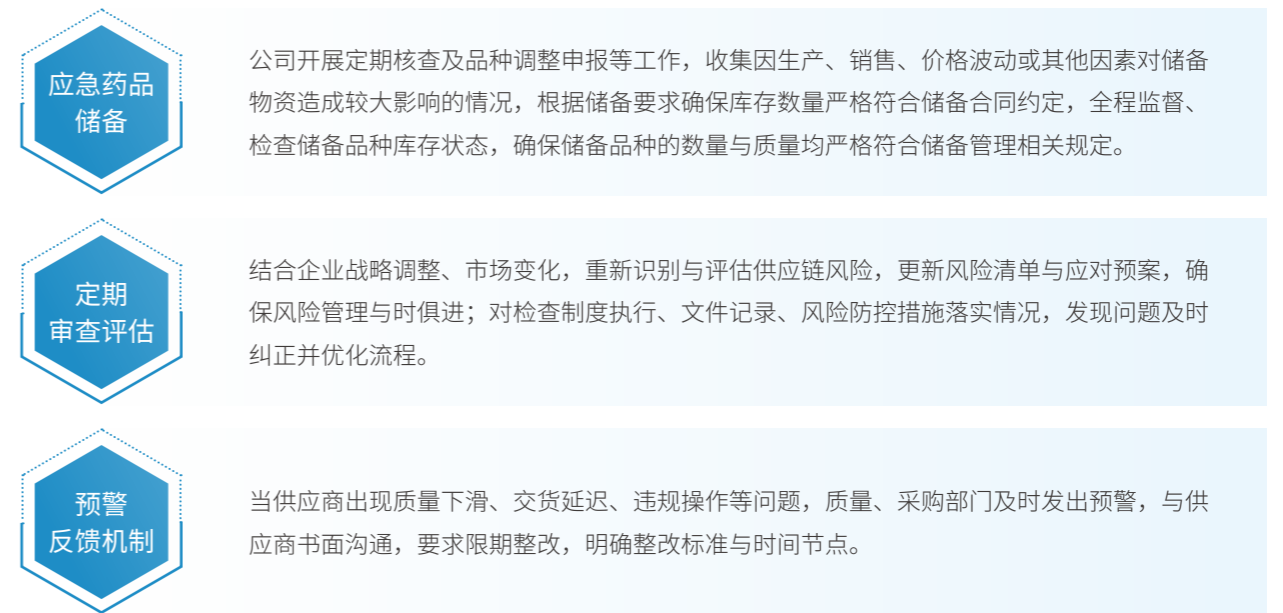 应急药品
储备
公司开展定期核查及品种调整申报等工作，收集因生产、销售、价格波动或其他因素对储备
物资造成较大影响的情况，根据储备要求确保库存数量严格符合储备合同约定，全程监督、
检查储备品种库存状态，确保储备品种的数量与质量均严格符合储备管理相关规定。
定期
审查评估
结合企业战略调整、市场变化，重新识别与评估供应链风险，更新风险清单与应对预案，确
保风险管理与时俱进；对检查制度执行、文件记录、风险防控措施落实情况，发现问题及时
纠正并优化流程。
预警
反馈机制
当供应商出现质量下滑、交货延迟、违规操作等问题，质量、采购部门及时发出预警，与供
应商书面沟通，要求限期整改，明确整改标准与时间节点。